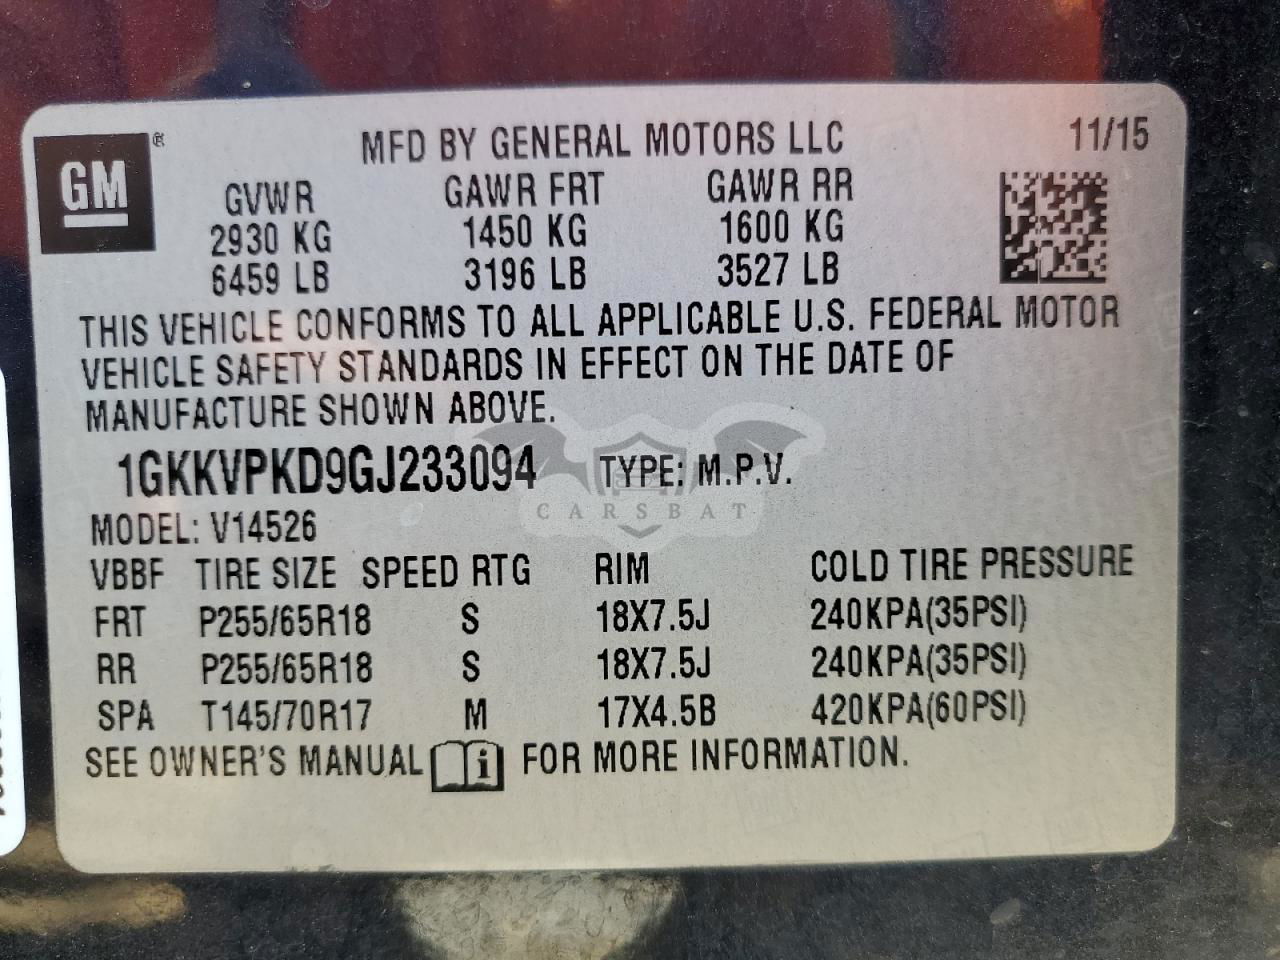 GM ® MFD BY GENERAL MOTORS LLC 11/15
GVWR GAWR FRT GAWR RR
2930 KG 1450 KG 1600 KG
6459 LB 3196 LB 3527 LB
THIS VEHICLE CONFORMS TO ALL APPLICABLE U.S. FEDERAL MOTOR
VEHICLE SAFETY STANDARDS IN EFFECT ON THE DATE OF
MANUFACTURE SHOWN ABOVE.
1GKKVPKD9GJ233094 TYPE: M.P.V.
CARSBAT
MODEL: V14526
VBBF TIRE SIZE SPEED RTG RIM COLD TIRE PRESSURE
FRT P255/65R18 S 18X7.5J 240KPA(35PSI)
RR P255/65R18 S 18X7.5J 240KPA(35PSI)
SPA T145/70R17 M 17X4.5B 420KPA(60PSI)
SEE OWNER'S MANUAL i FOR MORE INFORMATION.